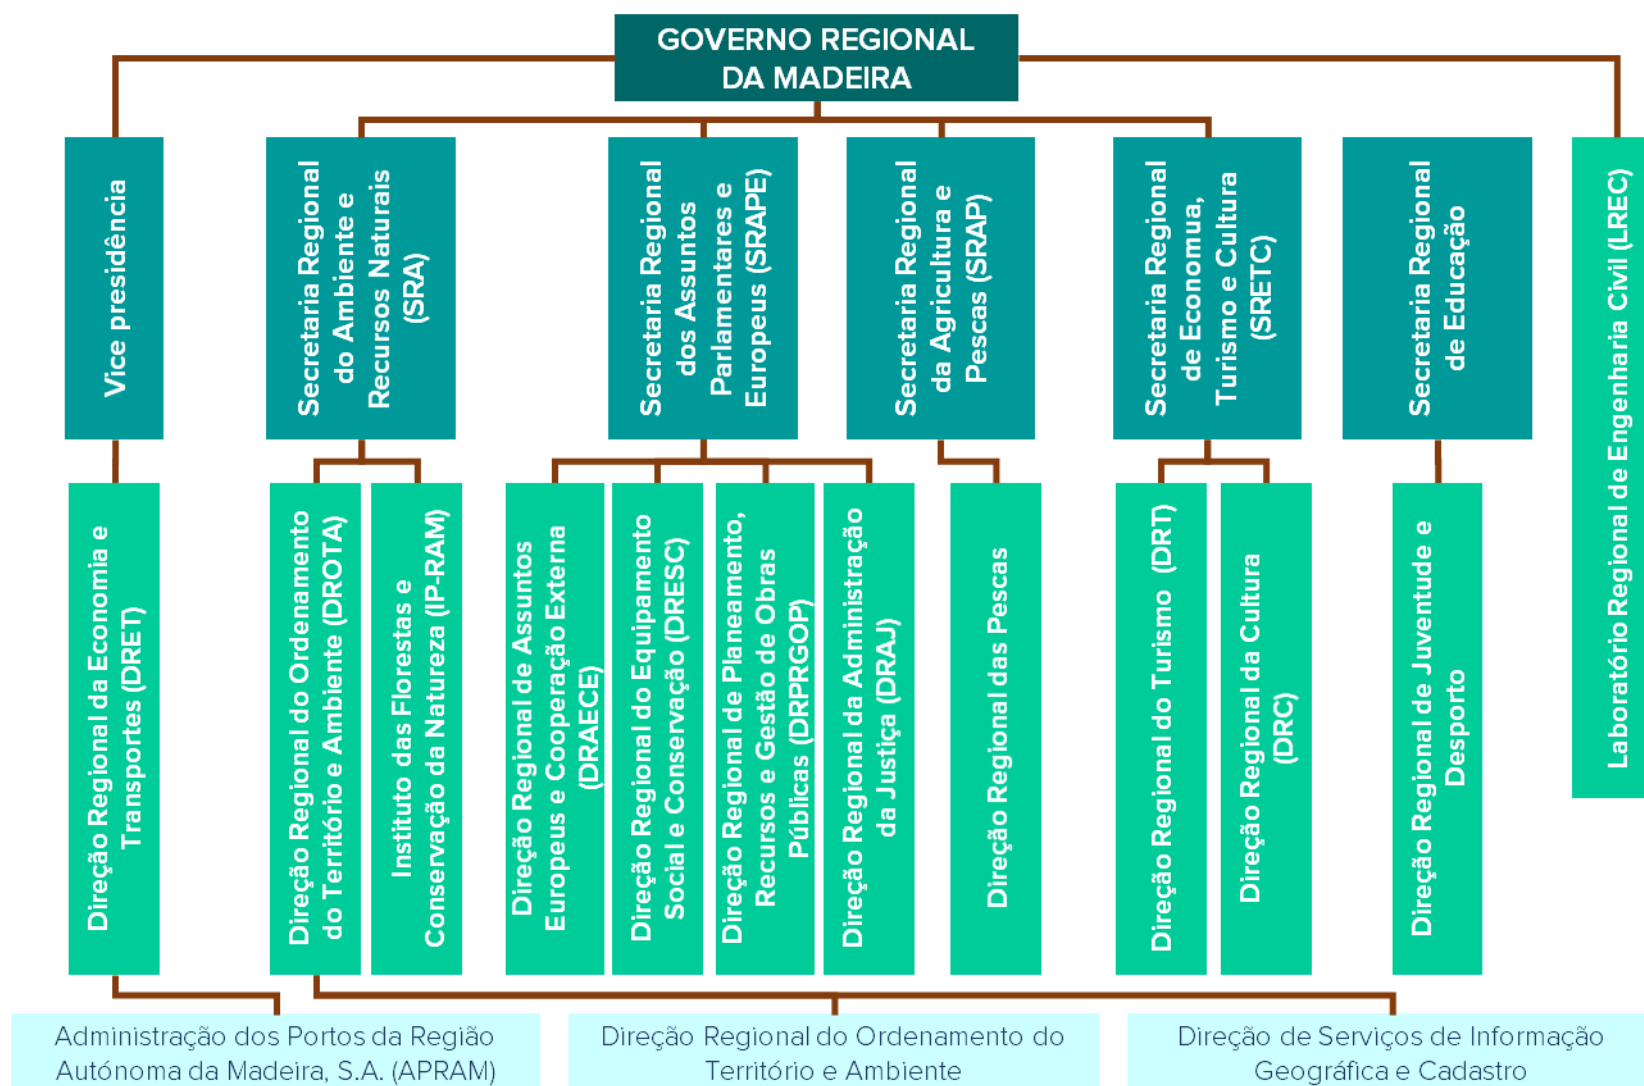 GOVERNO REGIONAL
DA MADEIRA
Vice presidência
Secretaria Regional
do Ambiente e
Recursos Naturais
(SRA)
Secretaria Regional
dos Assuntos
Parlamentares e
Europeus (SRAPE)
Secretaria Regional
da Agricultura e
Pescas (SRAP)
Secretaria Regional
de Economua,
Turismo e Cultura
(SRETC)
Secretaria Regional
de Educação
Laboratório Regional de Engenharia Civil (LREC)
Direção Regional da Economia e
Transportes (DRET)
Direção Regional do Ordenamento
do Território e Ambiente (DROTA)
Instituto das Florestas e
Conservação da Natureza (IP-RAM)
Direção Regional de Assuntos
Europeus e Cooperação Externa
(DRAECE)
Direção Regional do Equipamento
Social e Conservação (DRESC)
Direção Regional de Planeamento,
Recursos e Gestão de Obras
Públicas (DRPRGOP)
Direção Regional da Administração
da Justiça (DRAJ)
Direção Regional das Pescas
Direção Regional do Turismo (DRT)
Direção Regional da Cultura
(DRC)
Direção Regional de Juventude e
Desporto
Administração dos Portos da Região
Autónoma da Madeira, S.A. (APRAM)
Direção Regional do Ordenamento do
Território e Ambiente
Direção de Serviços de Informação
Geográfica e Cadastro